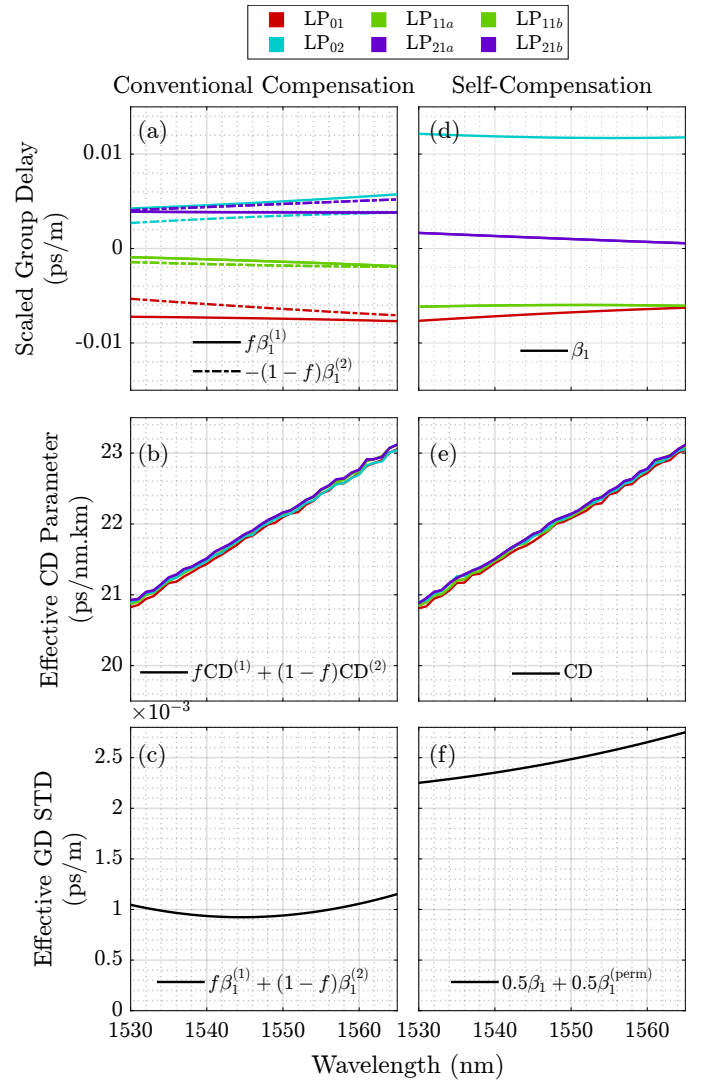 LP₀₁ LP₁₁ₐ LP₁₁b
LP₀₂ LP₂₁ₐ LP₂₁b
Conventional Compensation
Self-Compensation
Scaled Group Delay
(ps/m)
0.01
0
-0.01
(a)
fβ₁⁽¹⁾
−(1 − f)β₁⁽²⁾
(d)
β₁
Effective CD Parameter
(ps/nm.km)
23
22
21
20
(b)
fCD⁽¹⁾ + (1 − f)CD⁽²⁾
(e)
CD
×10⁻³
Effective GD STD
(ps/m)
2.5
2
1.5
1
0.5
0
(c)
fβ₁⁽¹⁾ + (1 − f)β₁⁽²⁾
(f)
0.5β₁ + 0.5β₁⁽ᵖᵉʳᵐ⁾
1530 1540 1550 1560
1530 1540 1550 1560
Wavelength (nm)